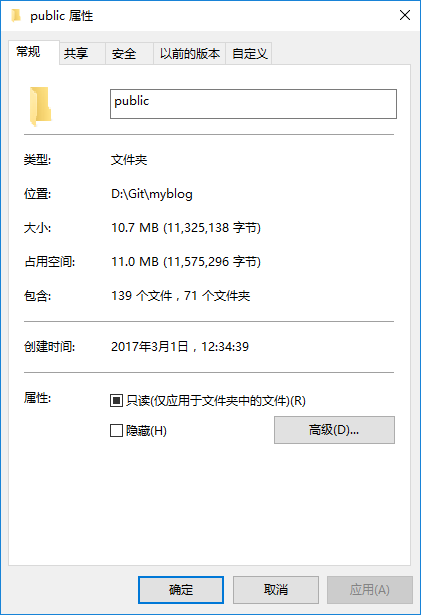 public 属性
常规 共享 安全 以前的版本 自定义
public
类型: 文件夹
位置: D:\Git\myblog
大小: 10.7 MB (11,325,138 字节)
占用空间: 11.0 MB (11,575,296 字节)
包含: 139 个文件，71 个文件夹
创建时间: 2017年3月1日，12:34:39
属性: 只读(仅应用于文件夹中的文件)(R)
隐藏(H) 高级(D)...
确定 取消 应用(A)